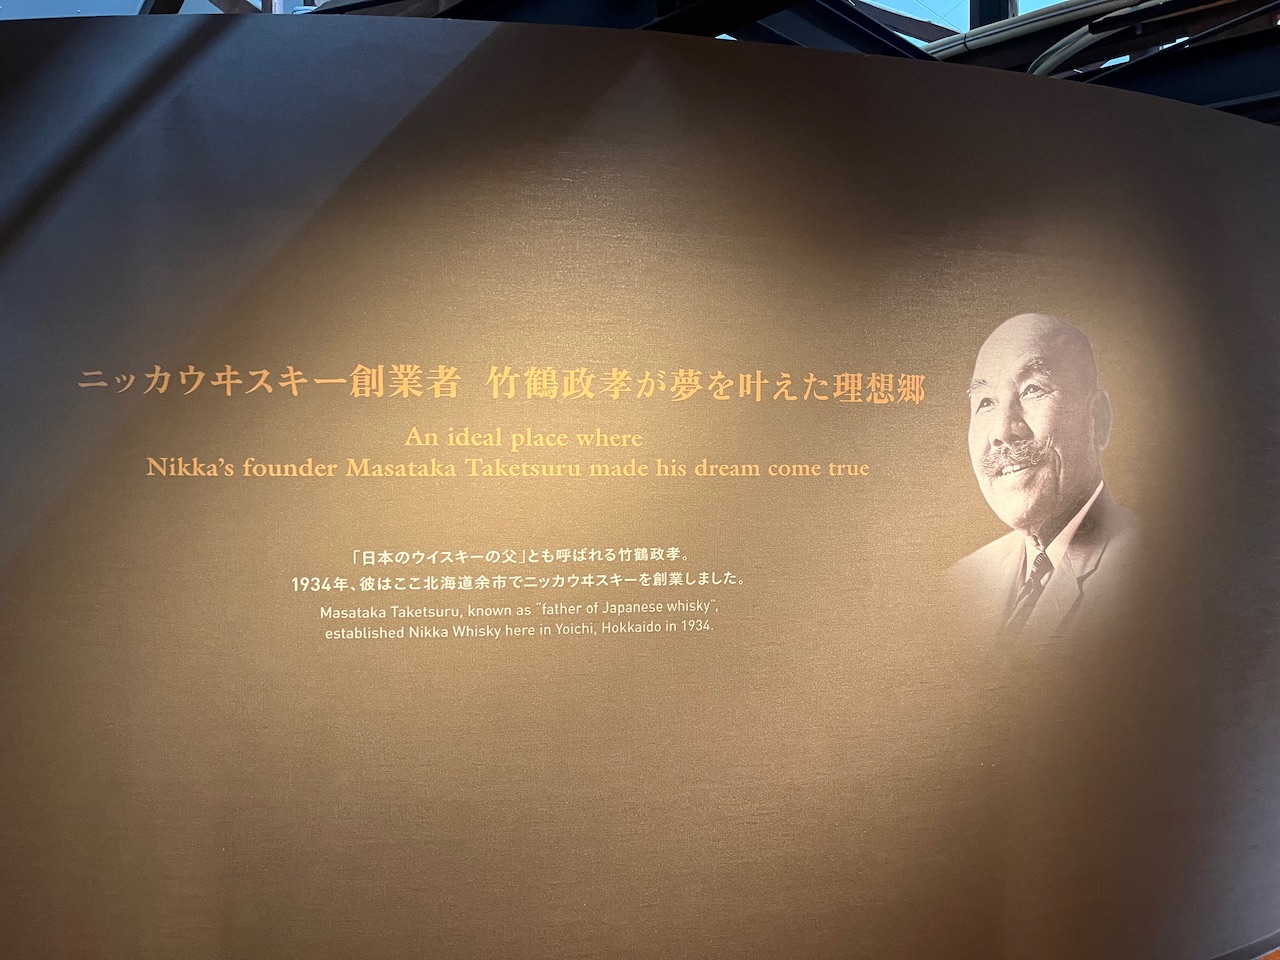 ニッカウヰスキー創業者 竹鶴政孝が夢を叶えた理想郷
An ideal place where
Nikka's founder Masataka Taketsuru made his dream come true
「日本のウイスキーの父」とも呼ばれる竹鶴政孝。
1934年、彼はここ北海道余市でニッカウヰスキーを創業しました。
Masataka Taketsuru, known as "father of Japanese whisky",
established Nikka Whisky here in Yoichi, Hokkaido in 1934.